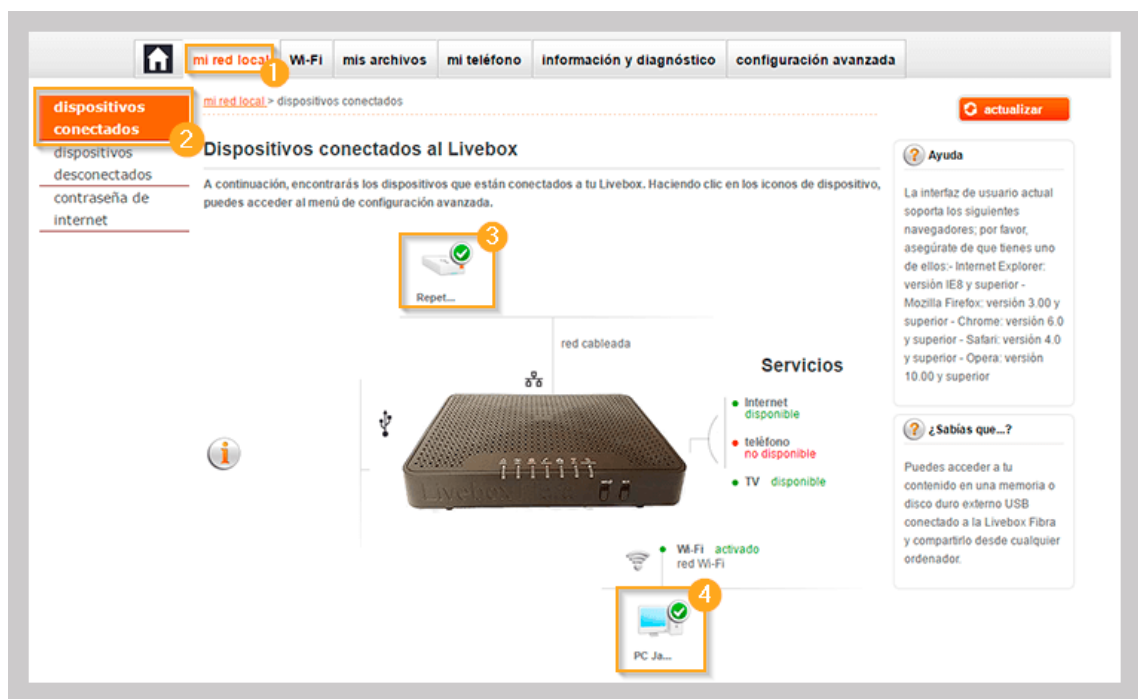 mi red local
Wi-Fi
mis archivos
mi teléfono
información y diagnóstico
configuración avanzada
1
dispositivos
conectados
2
dispositivos
desconectados
contraseña de
internet
mi red local > dispositivos conectados
actualizar
Dispositivos conectados al Livebox
A continuación, encontrarás los dispositivos que están conectados a tu Livebox. Haciendo clic en los iconos de dispositivo,
puedes acceder al menú de configuración avanzada.
3
Repet...
red cableada
Servicios
Internet
disponible
teléfono
no disponible
TV disponible
Livebox Fibra
Wi-Fi activado
red Wi-Fi
4
PC Ja...
Ayuda
La interfaz de usuario actual
soporta los siguientes
navegadores; por favor,
asegúrate de que tienes uno
de ellos:- Internet Explorer:
versión IE8 y superior -
Mozilla Firefox: versión 3.00 y
superior - Chrome: versión 6.0
y superior - Safari: versión 4.0
y superior - Opera: versión
10.00 y superior
¿Sabías que...?
Puedes acceder a tu
contenido en una memoria o
disco duro externo USB
conectado a la Livebox Fibra
y compartirlo desde cualquier
ordenador.